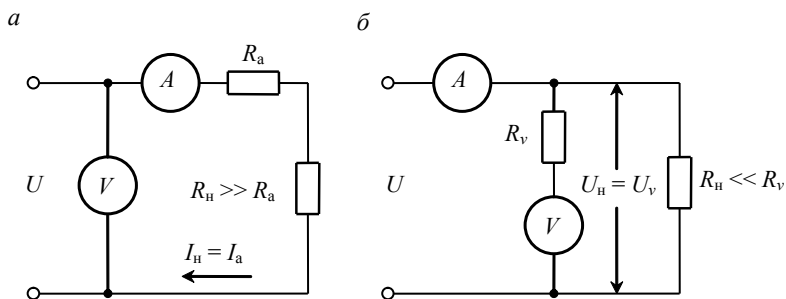 а
б
Rа
A
A
Rv
U
V
Rн >> Rа
U
Uн = Uv
Rн << Rv
V
Iн = Iа